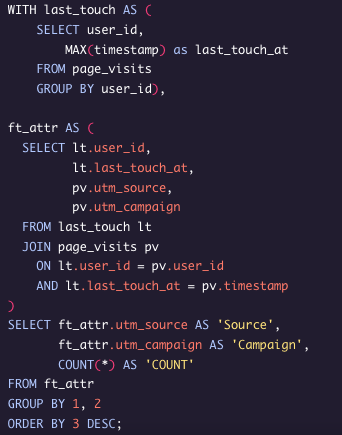 WITH last_touch AS (
    SELECT user_id,
        MAX(timestamp) as last_touch_at
    FROM page_visits
    GROUP BY user_id),

ft_attr AS (
  SELECT lt.user_id,
         lt.last_touch_at,
         pv.utm_source,
         pv.utm_campaign
  FROM last_touch lt
  JOIN page_visits pv
    ON lt.user_id = pv.user_id
    AND lt.last_touch_at = pv.timestamp
)
SELECT ft_attr.utm_source AS 'Source',
       ft_attr.utm_campaign AS 'Campaign',
       COUNT(*) AS 'COUNT'
FROM ft_attr
GROUP BY 1, 2
ORDER BY 3 DESC;